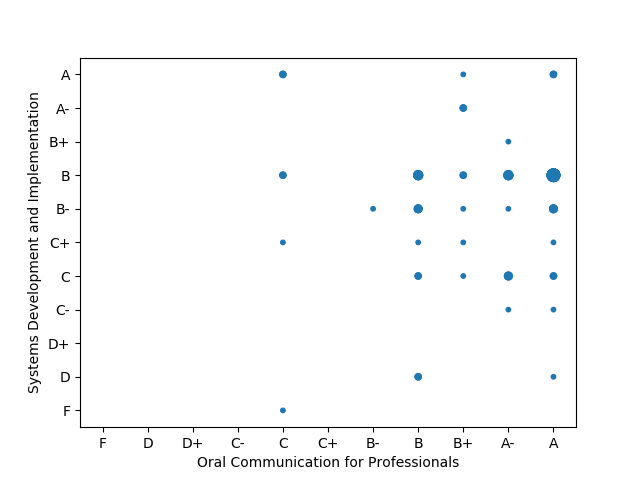 Systems Development and Implementation
A
A-
B+
B
B-
C+
C
C-
D+
D
F
F D D+ C- C C+ B- B B+ A- A
Oral Communication for Professionals